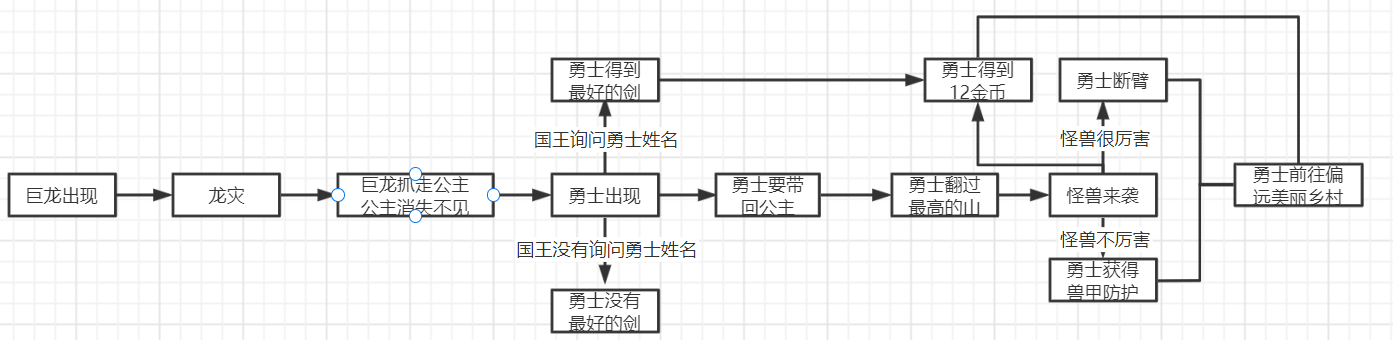 勇士得到
最好的剑
勇士得到
12金币
勇士断臂
国王询问勇士姓名
怪兽很厉害
巨龙出现
龙灾
巨龙抓走公主
公主消失不见
勇士出现
勇士要带
回公主
勇士翻过
最高的山
怪兽来袭
勇士前往偏
远美丽乡村
国王没有询问勇士姓名
怪兽不厉害
勇士获得
兽甲防护
勇士没有
最好的剑